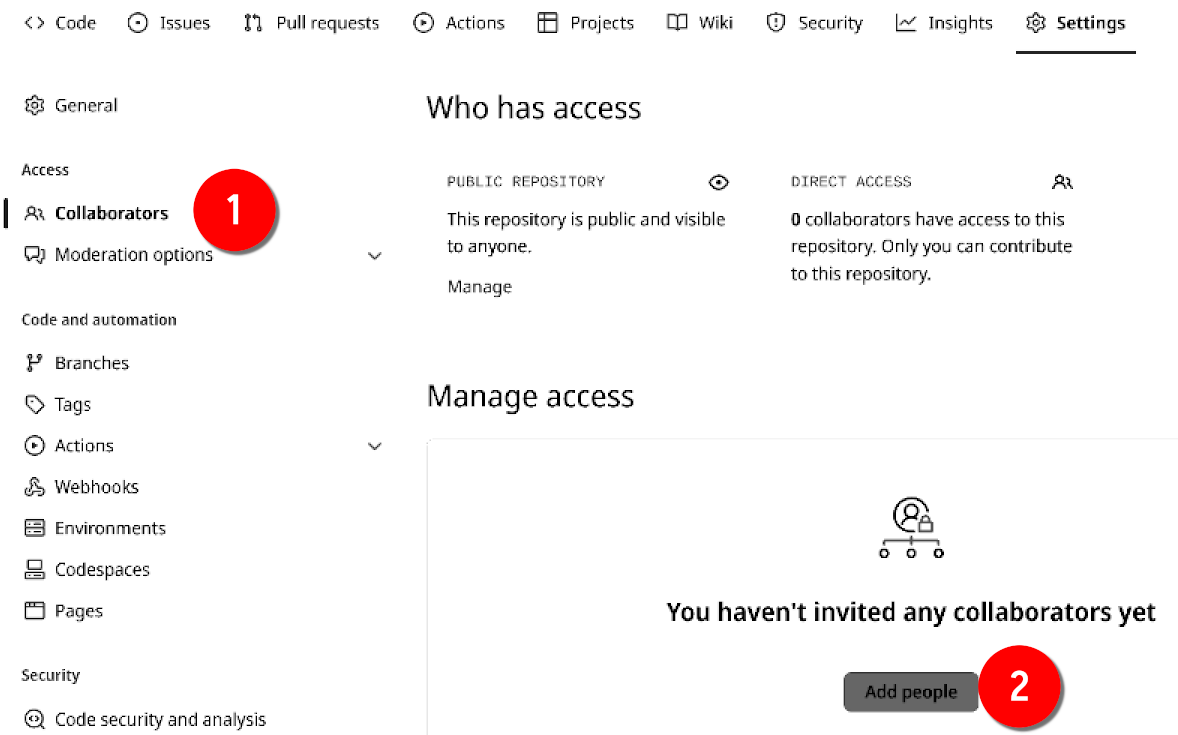 Code Issues Pull requests Actions Projects Wiki Security Insights Settings
General
Access
Collaborators
1
Moderation options
Code and automation
Branches
Tags
Actions
Webhooks
Environments
Codespaces
Pages
Security
Code security and analysis
Who has access
PUBLIC REPOSITORY
This repository is public and visible
to anyone.
Manage
DIRECT ACCESS
0 collaborators have access to this
repository. Only you can contribute
to this repository.
Manage access
You haven't invited any collaborators yet
Add people
2